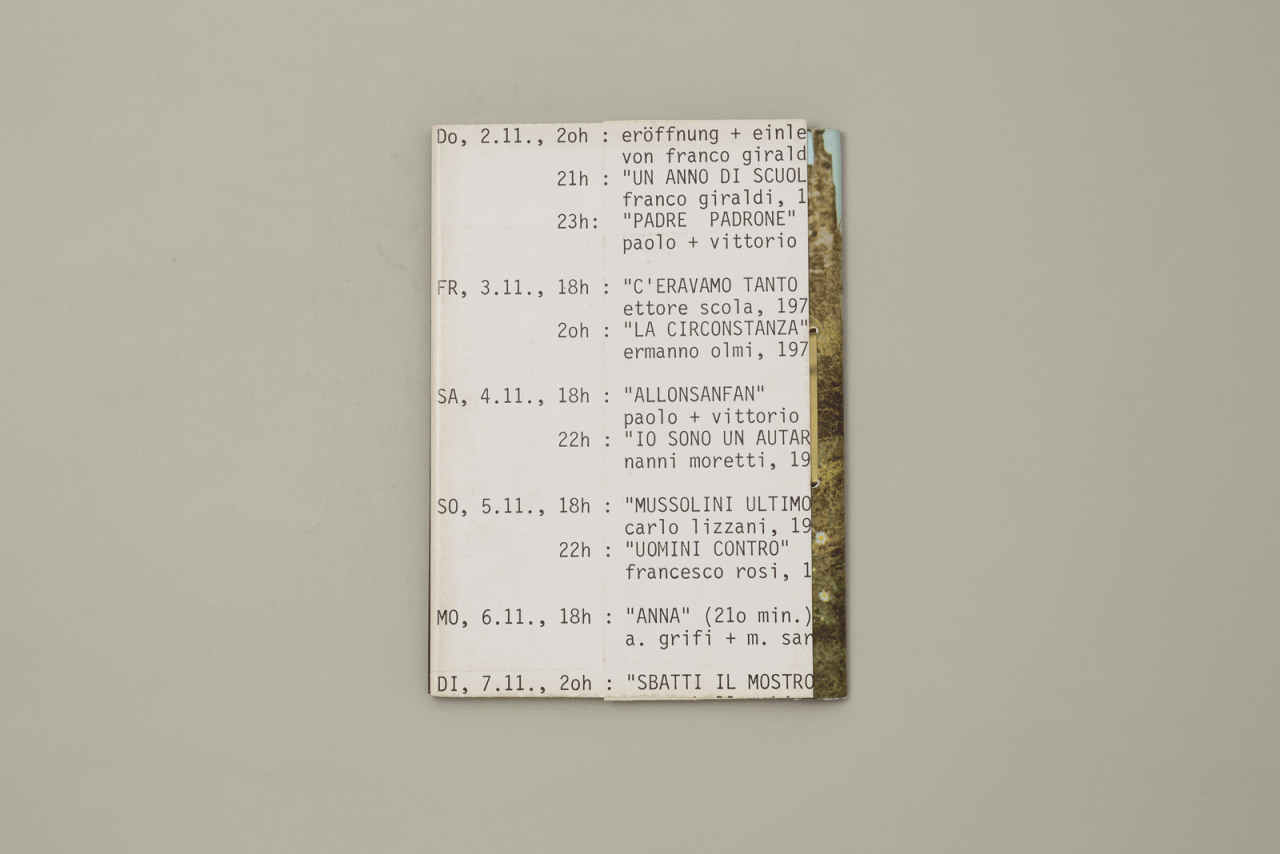 Do, 2.11., 2oh : eröffnung + einle
von franco girald
21h : "UN ANNO DI SCUOL
franco giraldi, 1
23h: "PADRE PADRONE"
paolo + vittorio
FR, 3.11., 18h : "C'ERAVAMO TANTO
ettore scola, 197
2oh : "LA CIRCONSTANZA"
ermanno olmi, 197
SA, 4.11., 18h : "ALLONSANFAN"
paolo + vittorio
22h : "IO SONO UN AUTAR
nanni moretti, 19
SO, 5.11., 18h : "MUSSOLINI ULTIMO
carlo lizzani, 19
22h : "UOMINI CONTRO"
francesco rosi, 1
MO, 6.11., 18h : "ANNA" (21o min.)
a. grifi + m. sar
DI, 7.11., 2oh : "SBATTI IL MOSTRO